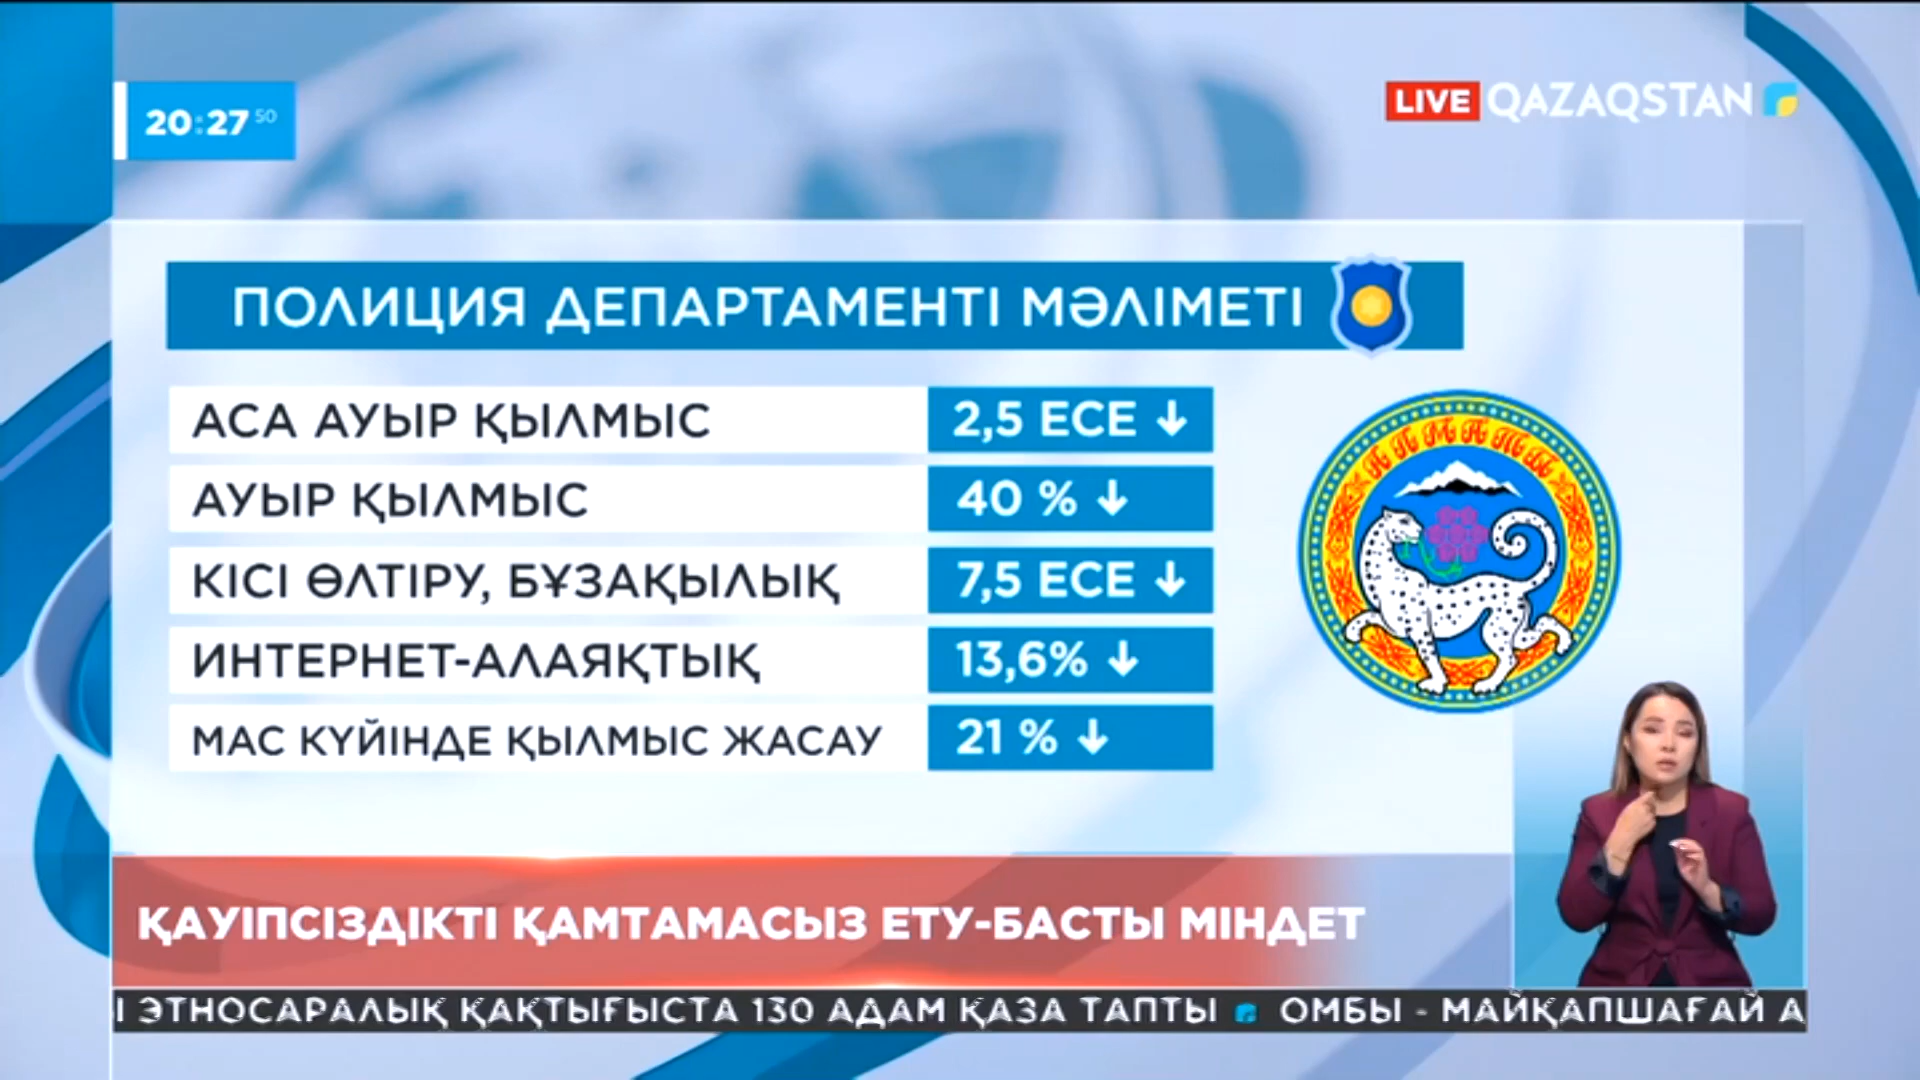 20:27 50
LIVE QAZAQSTAN
ПОЛИЦИЯ ДЕПАРТАМЕНТІ МӘЛІМЕТІ
АСА АУЫР ҚЫЛМЫС 2,5 ЕСЕ ↓
АУЫР ҚЫЛМЫС 40 % ↓
КІСІ ӨЛТІРУ, БҰЗАҚЫЛЫҚ 7,5 ЕСЕ ↓
ИНТЕРНЕТ-АЛАЯҚТЫҚ 13,6% ↓
МАС КҮЙІНДЕ ҚЫЛМЫС ЖАСАУ 21 % ↓
АЛМАТЫ
ҚАУІПСІЗДІКТІ ҚАМТАМАСЫЗ ЕТУ-БАСТЫ МІНДЕТ
ЭТНОСАРАЛЫҚ ҚАҚТЫҒЫСТА 130 АДАМ ҚАЗА ТАПТЫ ОМБЫ - МАЙҚАПШАҒАЙ А